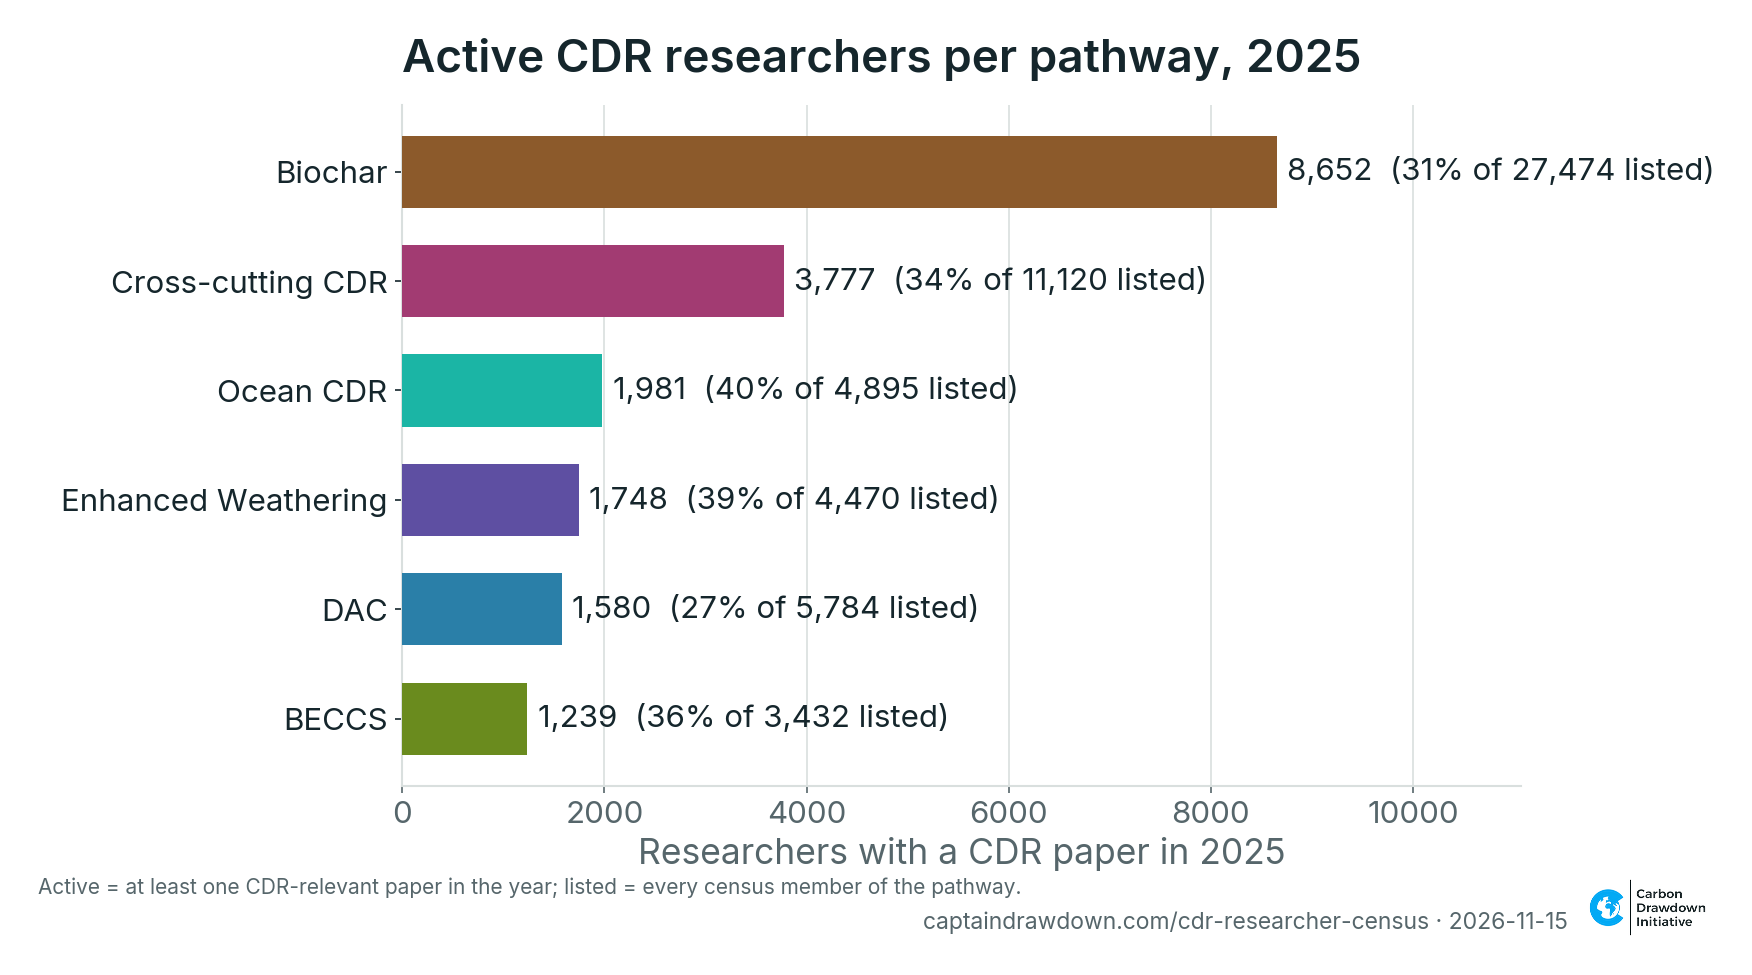 Active CDR researchers per pathway, 2025
Biochar
8,652 (31% of 27,474 listed)
Cross-cutting CDR
3,777 (34% of 11,120 listed)
Ocean CDR
1,981 (40% of 4,895 listed)
Enhanced Weathering
1,748 (39% of 4,470 listed)
DAC
1,580 (27% of 5,784 listed)
BECCS
1,239 (36% of 3,432 listed)
0 2000 4000 6000 8000 10000
Researchers with a CDR paper in 2025
Active = at least one CDR-relevant paper in the year; listed = every census member of the pathway.
captaindrawdown.com/cdr-researcher-census · 2026-11-15
Carbon
Drawdown
Initiative